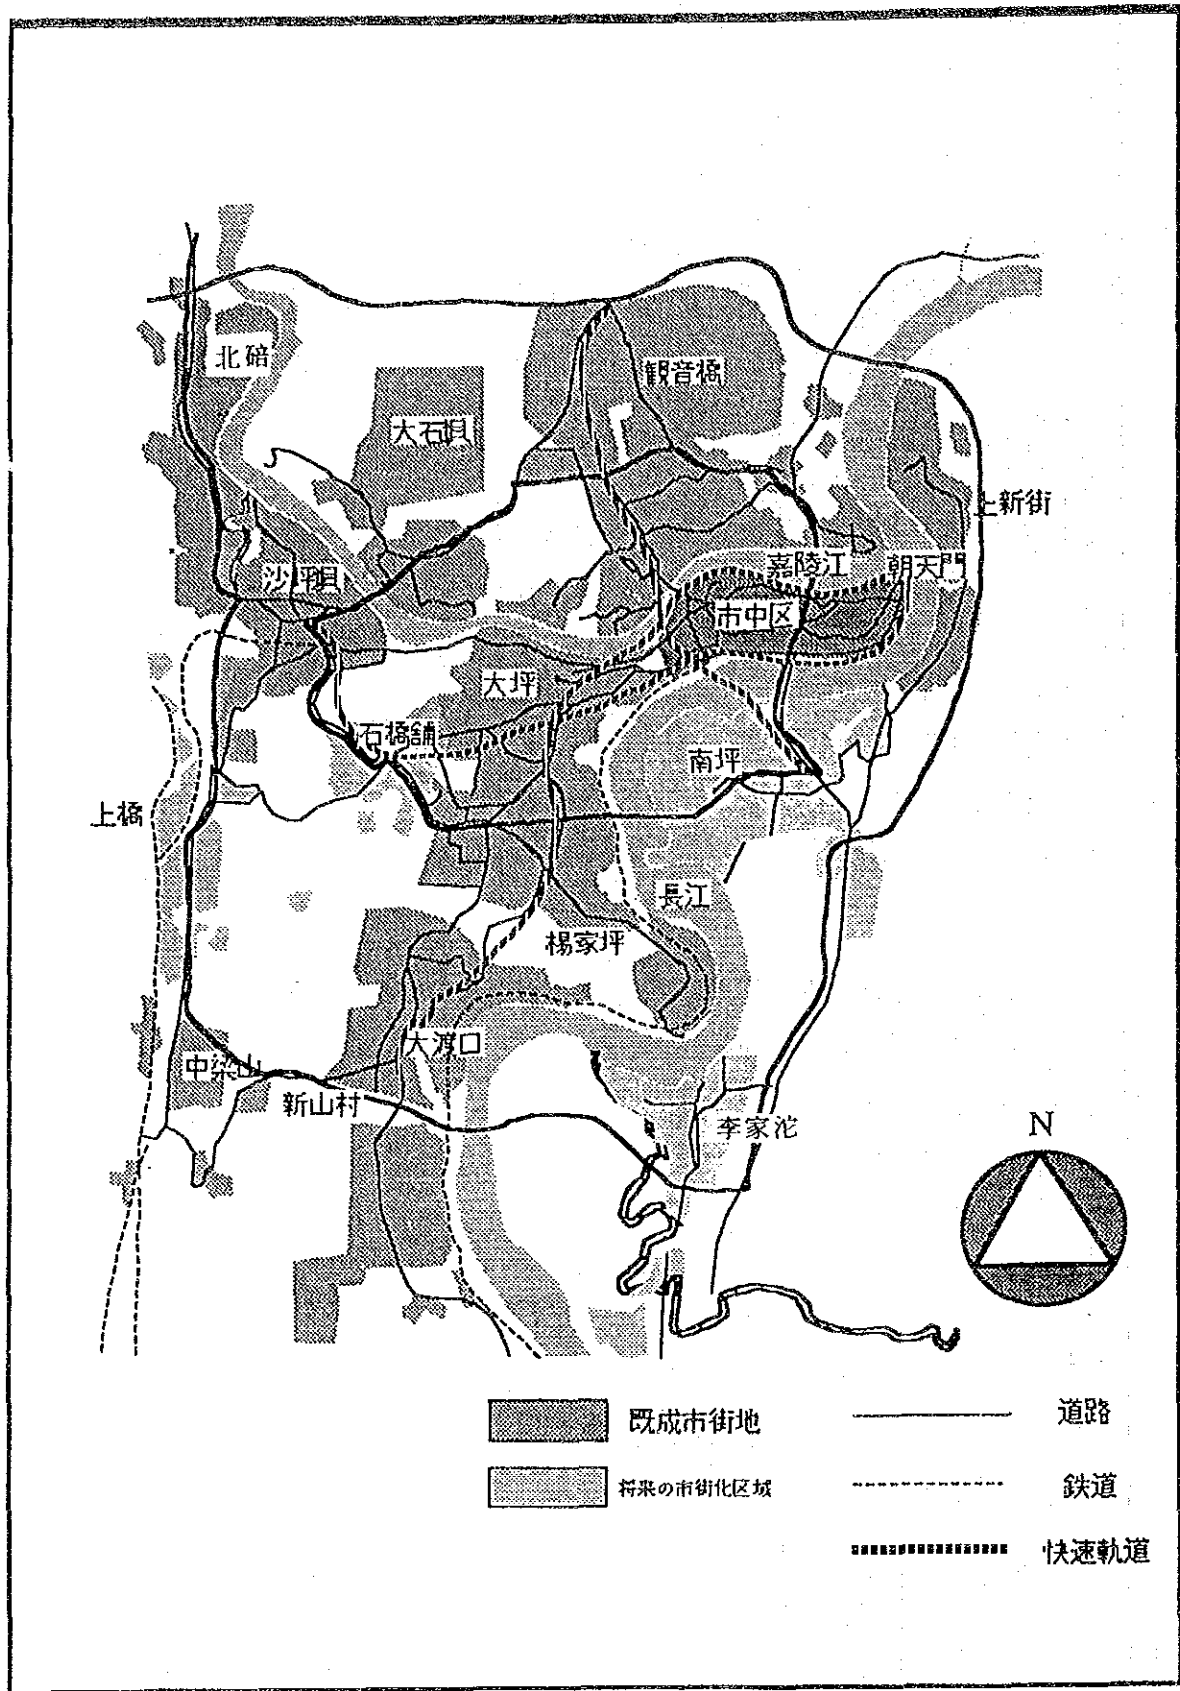 北碚
観音橋
大石垻
上新街
嘉陵江
朝天門
沙坪垻
市中区
大坪
石橋舗
南坪
上橋
長江
楊家坪
大渡口
中梁山
新山村
李家沱
N
既成市街地
道路
将来の市街化区域
鉄道
快速軌道